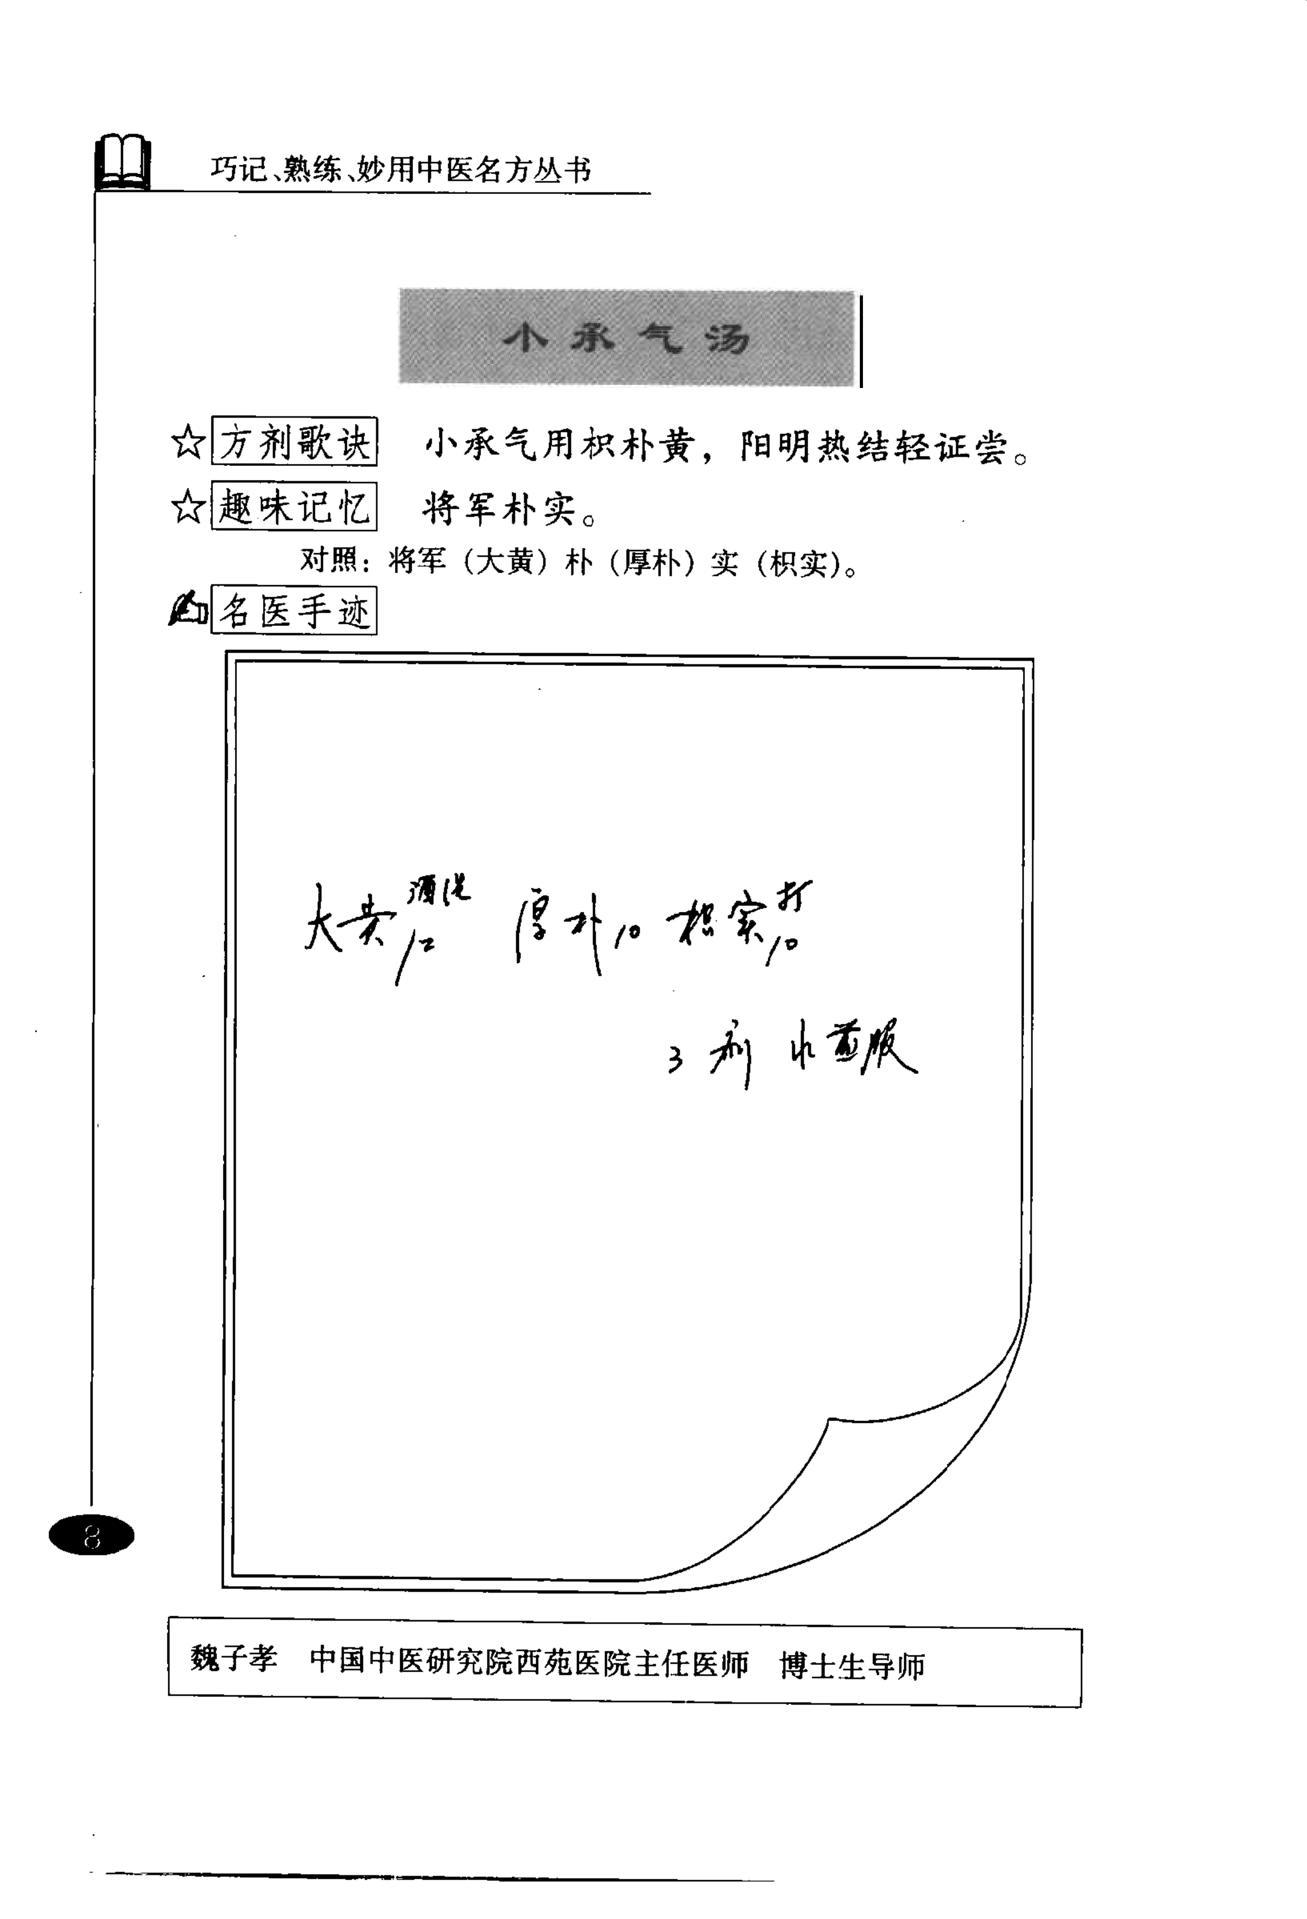 巧记、熟练、妙用中医名方丛书
小承气汤
☆方剂歌诀 小承气用枳朴黄，阳明热结轻证尝。
☆趣味记忆 将军朴实。
对照：将军（大黄）朴（厚朴）实（枳实）。
名医手迹
大黄酒洗12 厚朴10 枳实打10
3剂 水煎服
8
魏子孝 中国中医研究院西苑医院主任医师 博士生导师